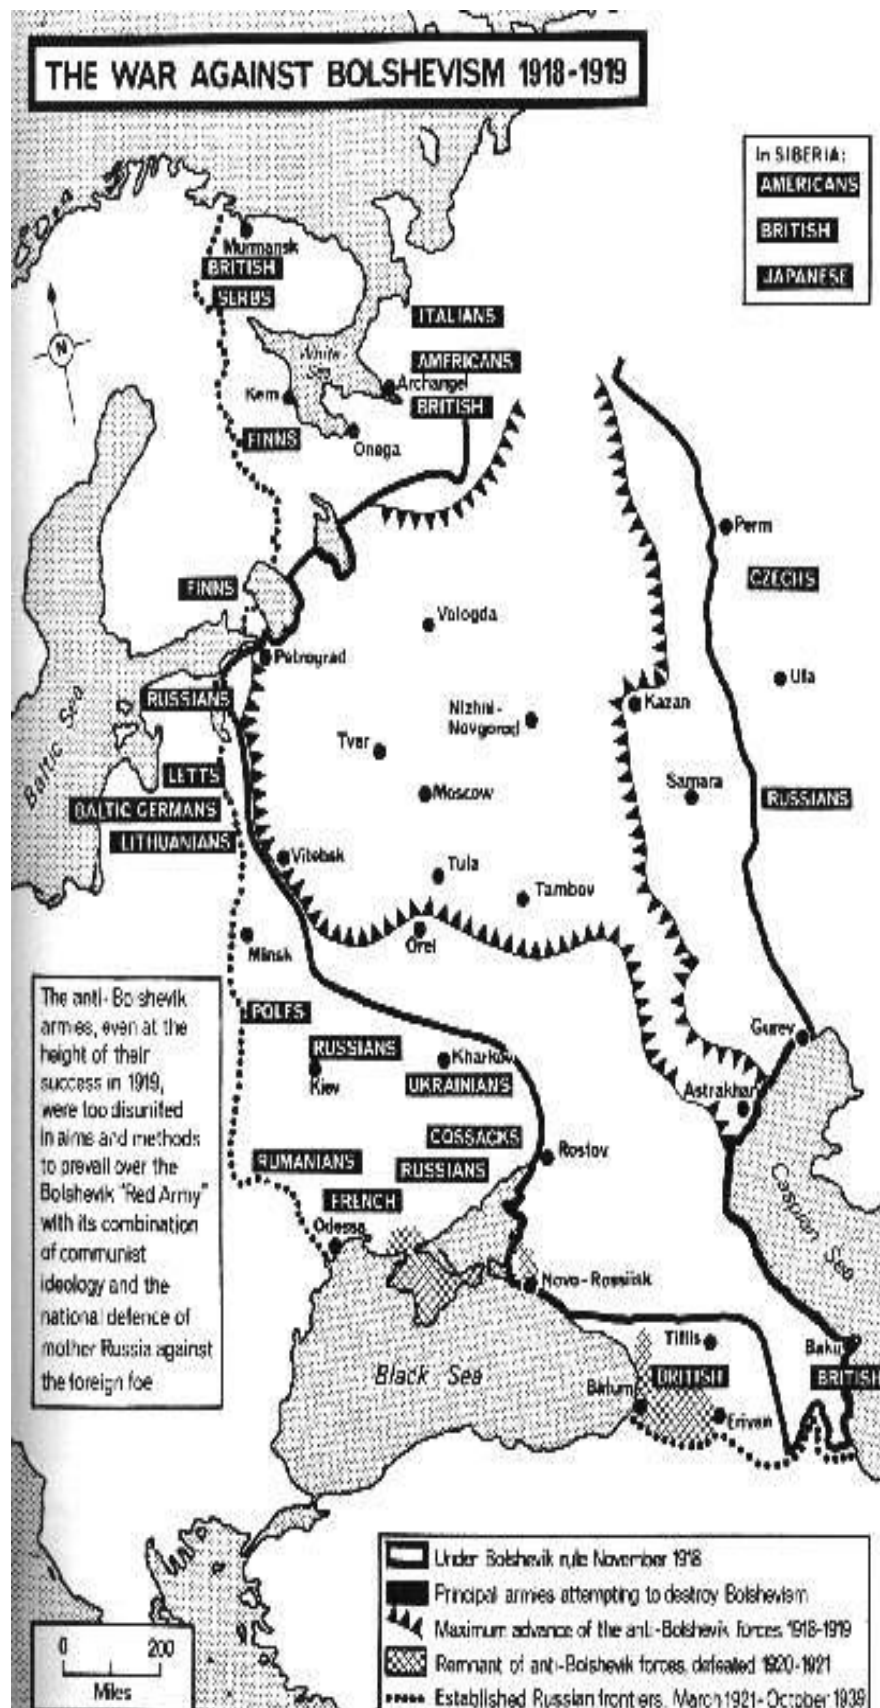 THE WAR AGAINST BOLSHEVISM 1918-1919
In SIBERIA:
AMERICANS
BRITISH
JAPANESE
Murmansk
BRITISH
SERBS
ITALIANS
White
Sea
AMERICANS
Archangel
Kem
BRITISH
FINNS
Onega
Perm
CZECHS
FINNS
Vologda
Petrograd
Ufa
RUSSIANS
Kazan
Nizhni-
Novgorod
Baltic Sea
Tver
LETTS
Samara
Moscow
RUSSIANS
BALTIC GERMANS
LITHUANIANS
Vitebsk
Tula
Tambov
Orel
Minsk
The anti-Bolshevik
armies, even at the
height of their
success in 1919,
were too disunited
in aims and methods
to prevail over the
Bolshevik "Red Army"
with its combination
of communist
ideology and the
national defence of
mother Russia against
the foreign foe
POLES
Gurev
RUSSIANS
Kharkov
Kiev
UKRAINIANS
Astrakhan
COSSACKS
Rostov
RUMANIANS
RUSSIANS
FRENCH
Odessa
Caspian Sea
Novo-Rossiisk
Tiflis
Baku
Black Sea
BRITISH
BRITISH
Batum
Erivan
Under Bolshevik rule November 1918
Principal armies attempting to destroy Bolshevism
Maximum advance of the anti-Bolshevik forces 1918-1919
Remnant of anti-Bolshevik forces, defeated 1920-1921
Established Russian frontiers, March 1921-October 1939
0 200
Miles
N